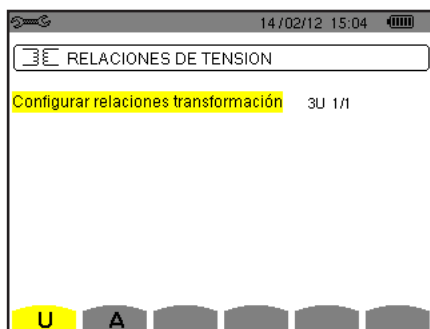 14/02/12 15:04
RELACIONES DE TENSION
Configurar relaciones transformación 3U 1/1
U A